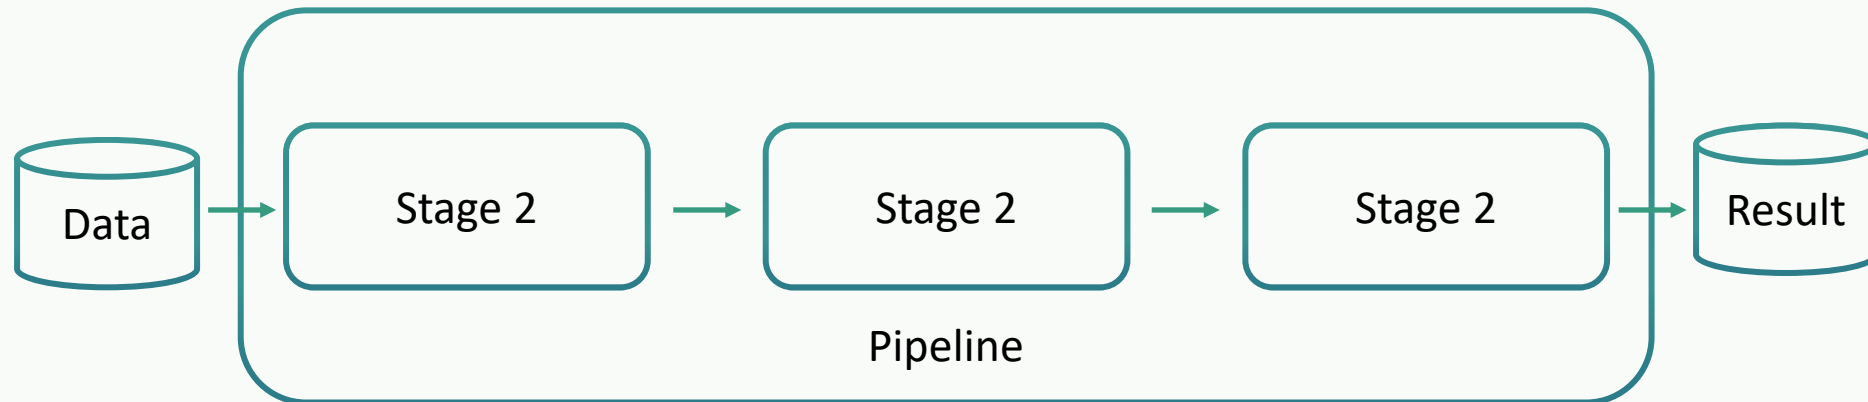 Data
Stage 2
Stage 2
Stage 2
Result
Pipeline